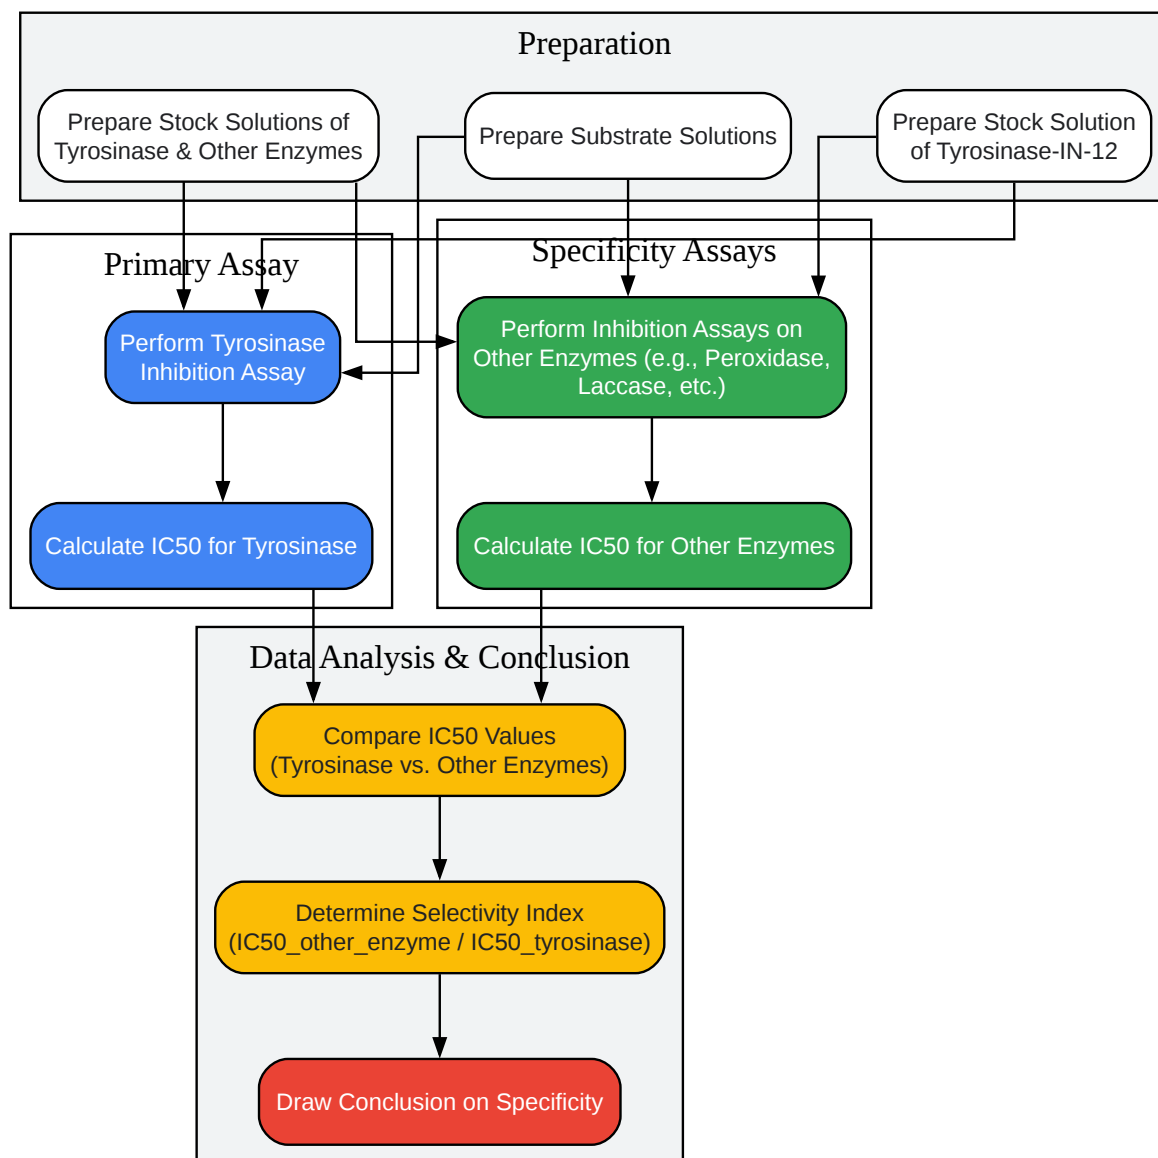 Preparation
Prepare Stock Solutions of
Tyrosinase & Other Enzymes
Prepare Substrate Solutions
Prepare Stock Solution
of Tyrosinase-IN-12
Primary Assay
Specificity Assays
Perform Tyrosinase
Inhibition Assay
Perform Inhibition Assays on
Other Enzymes (e.g., Peroxidase,
Laccase, etc.)
Calculate IC50 for Tyrosinase
Calculate IC50 for Other Enzymes
Data Analysis & Conclusion
Compare IC50 Values
(Tyrosinase vs. Other Enzymes)
Determine Selectivity Index
(IC50_other_enzyme / IC50_tyrosinase)
Draw Conclusion on Specificity